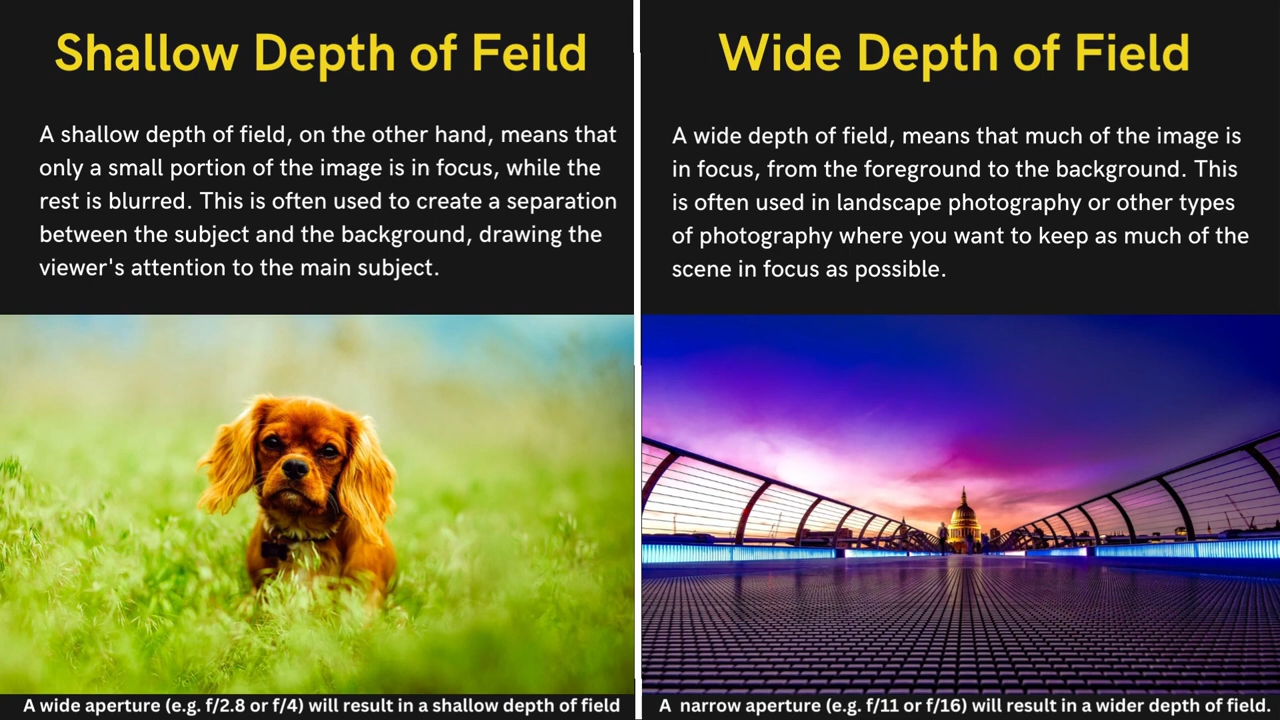 Shallow Depth of Feild
A shallow depth of field, on the other hand, means that
only a small portion of the image is in focus, while the
rest is blurred. This is often used to create a separation
between the subject and the background, drawing the
viewer's attention to the main subject.
A wide aperture (e.g. f/2.8 or f/4) will result in a shallow depth of field
Wide Depth of Field
A wide depth of field, means that much of the image is
in focus, from the foreground to the background. This
is often used in landscape photography or other types
of photography where you want to keep as much of the
scene in focus as possible.
A narrow aperture (e.g. f/11 or f/16) will result in a wider depth of field.